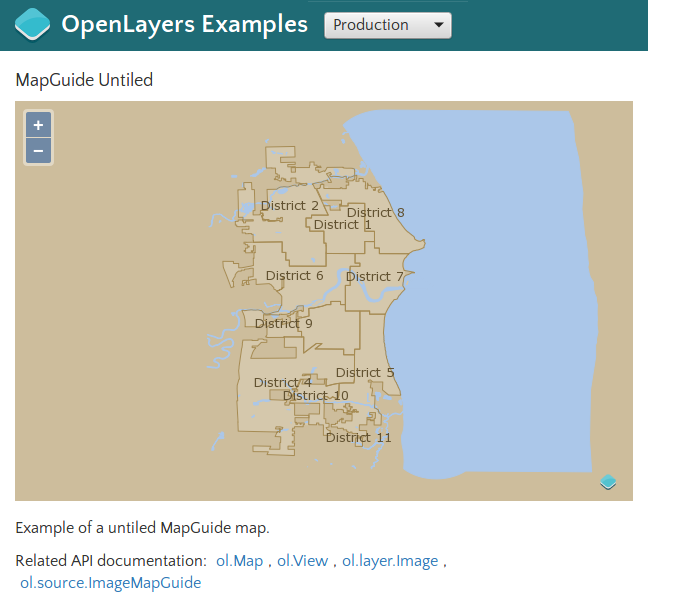 OpenLayers Examples Production
MapGuide Untiled
+
−
District 2
District 8
District 1
District 6 District 7
District 9
District 5
District 4
District 10
District 11
Example of a untiled MapGuide map.
Related API documentation: ol.Map , ol.View , ol.layer.Image ,
ol.source.ImageMapGuide